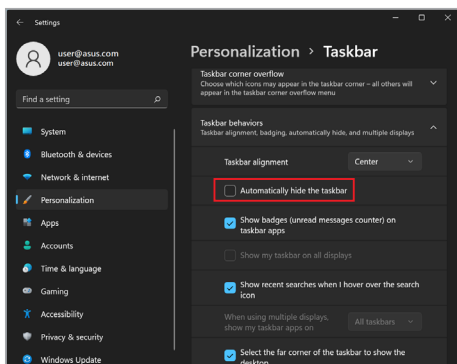 Settings
user@asus.com
user@asus.com
Find a setting
System
Bluetooth & devices
Network & internet
Personalization
Apps
Accounts
Time & language
Gaming
Accessibility
Privacy & security
Windows Update
Personalization > Taskbar
Taskbar corner overflow
Choose which icons may appear in the taskbar corner – all others will
appear in the taskbar corner overflow menu
Taskbar behaviors
Taskbar alignment, badging, automatically hide, and multiple displays
Taskbar alignment
Center
Automatically hide the taskbar
Show badges (unread messages counter) on
taskbar apps
Show my taskbar on all displays
Show recent searches when I hover over the search
icon
When using multiple displays,
show my taskbar apps on
All taskbars
Select the far corner of the taskbar to show the
desktop